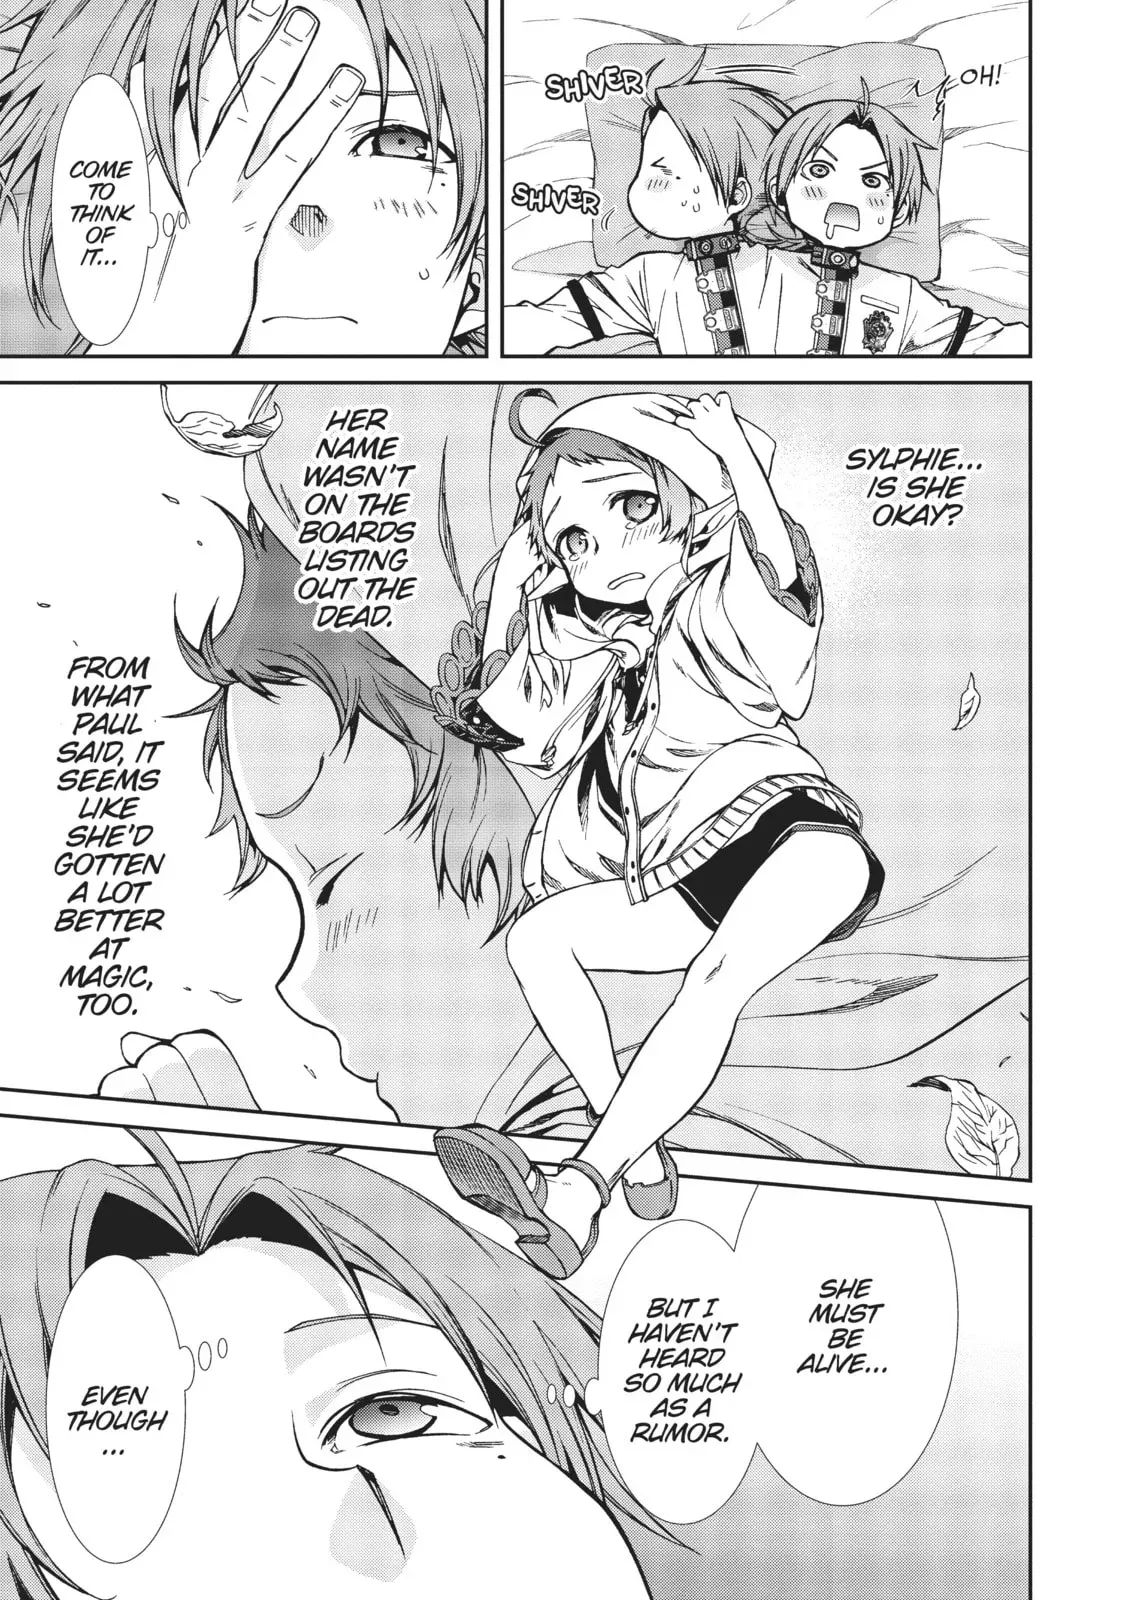 SHIVER
SHIVER
OH!
COME
TO
THINK
OF
IT...
SYLPHIE...
IS SHE
OKAY?
HER
NAME
WASN'T
ON THE
BOARDS
LISTING
OUT THE
DEAD.
FROM
WHAT
PAUL
SAID, IT
SEEMS
LIKE
SHE'D
GOTTEN
A LOT
BETTER
AT
MAGIC,
TOO.
SHE
MUST
BE
ALIVE...
BUT I
HAVEN'T
HEARD
SO MUCH
AS A
RUMOR.
EVEN
THOUGH
...